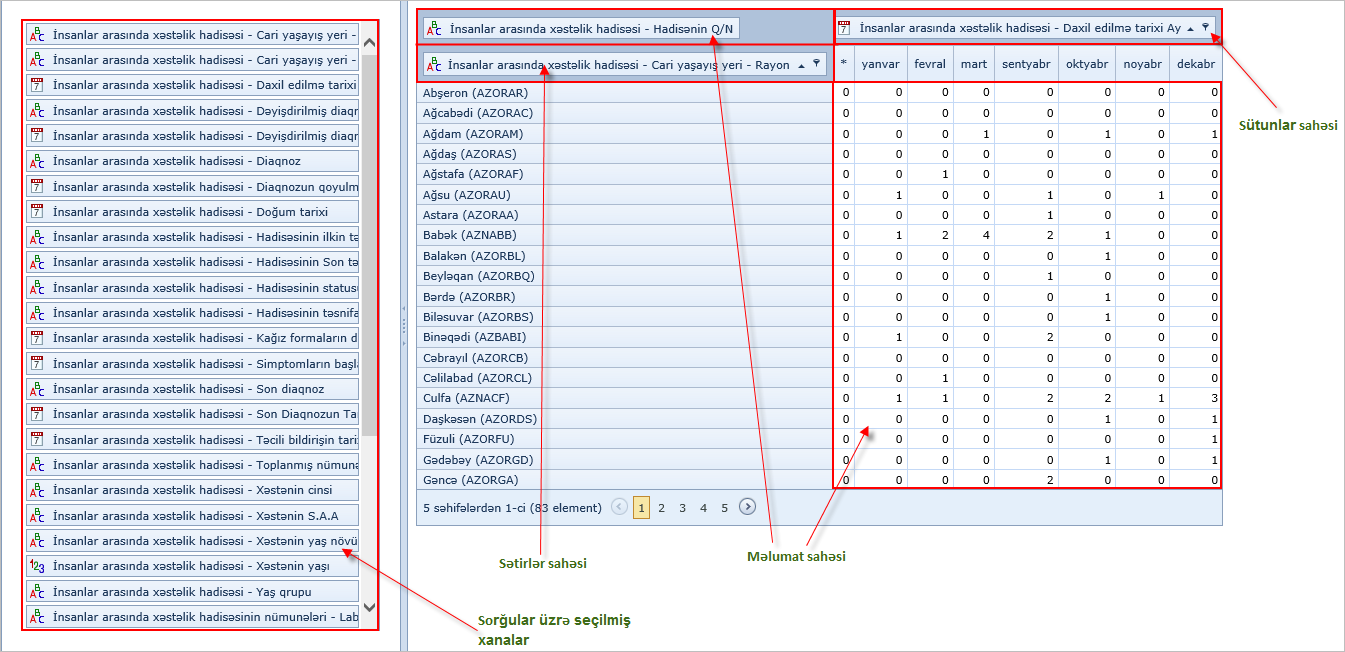 İnsanlar arasında xəstəlik hadisəsi - Cari yaşayış yeri -
İnsanlar arasında xəstəlik hadisəsi - Cari yaşayış yeri -
İnsanlar arasında xəstəlik hadisəsi - Daxil edilmə tarixi
İnsanlar arasında xəstəlik hadisəsi - Dəyişdirilmiş diaqn
İnsanlar arasında xəstəlik hadisəsi - Dəyişdirilmiş diaqn
İnsanlar arasında xəstəlik hadisəsi - Diaqnoz
İnsanlar arasında xəstəlik hadisəsi - Diaqnozun qoyulm
İnsanlar arasında xəstəlik hadisəsi - Doğum tarixi
İnsanlar arasında xəstəlik hadisəsi - Hadisəsinin ilkin tə
İnsanlar arasında xəstəlik hadisəsi - Hadisəsinin Son tə
İnsanlar arasında xəstəlik hadisəsi - Hadisəsinin statusu
İnsanlar arasında xəstəlik hadisəsi - Hadisəsinin təsnifa
İnsanlar arasında xəstəlik hadisəsi - Kağız formaların d
İnsanlar arasında xəstəlik hadisəsi - Simptomların başla
İnsanlar arasında xəstəlik hadisəsi - Son diaqnoz
İnsanlar arasında xəstəlik hadisəsi - Son Diaqnozun Ta
İnsanlar arasında xəstəlik hadisəsi - Təcili bildirişin tari
İnsanlar arasında xəstəlik hadisəsi - Toplanmış nümunə
İnsanlar arasında xəstəlik hadisəsi - Xəstənin cinsi
İnsanlar arasında xəstəlik hadisəsi - Xəstənin S.A.A
İnsanlar arasında xəstəlik hadisəsi - Xəstənin yaş növü
İnsanlar arasında xəstəlik hadisəsi - Xəstənin yaşı
İnsanlar arasında xəstəlik hadisəsi - Yaş qrupu
İnsanlar arasında xəstəlik hadisəsinin nümunələri - Lab
İnsanlar arasında xəstəlik hadisəsi - Hadisənin Q/N
İnsanlar arasında xəstəlik hadisəsi - Daxil edilmə tarixi Ay
İnsanlar arasında xəstəlik hadisəsi - Cari yaşayış yeri - Rayon * yanvar fevral mart sentyabr oktyabr noyabr dekabr
Abşeron (AZORAR) 0 0 0 0 0 0 0 0
Ağcabədi (AZORAC) 0 0 0 0 0 0 0 0
Ağdam (AZORAM) 0 0 0 1 0 1 0 1
Ağdaş (AZORAS) 0 0 0 0 0 0 0 0
Ağstafa (AZORAF) 0 0 1 0 0 0 0 0
Ağsu (AZORAU) 0 1 0 0 1 0 1 0
Astara (AZORAA) 0 0 0 0 1 0 0 0
Babək (AZNABB) 0 1 2 4 2 1 0 0
Balakən (AZORBL) 0 0 0 0 0 1 0 0
Beyləqan (AZORBQ) 0 0 0 0 1 0 0 0
Bərdə (AZORBR) 0 0 0 0 0 1 0 0
Biləsuvar (AZORBS) 0 0 0 0 0 1 0 0
Binəqədi (AZBABI) 0 1 0 0 2 0 0 0
Cəbrayıl (AZORCB) 0 0 0 0 0 0 0 0
Cəlilabad (AZORCL) 0 0 1 0 0 0 0 0
Culfa (AZNACF) 0 1 1 0 2 2 1 3
Daşkəsən (AZORDS) 0 0 0 0 0 1 0 1
Füzuli (AZORFU) 0 0 0 0 0 0 0 1
Gədəbəy (AZORGD) 0 0 0 0 0 1 0 1
Gəncə (AZORGA) 0 0 0 0 2 0 0 0
5 səhifələrdən 1-ci (83 element) 1 2 3 4 5
Sütunlar sahəsi
Sətirlər sahəsi
Məlumat sahəsi
Sorğular üzrə seçilmiş
xanalar